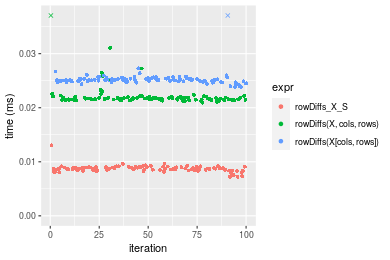 time (ms)
0.03
0.02
0.01
0.00
0
25
50
75
100
iteration
expr
rowDiffs_X_S
rowDiffs(X, cols, rows)
rowDiffs(X[cols, rows])